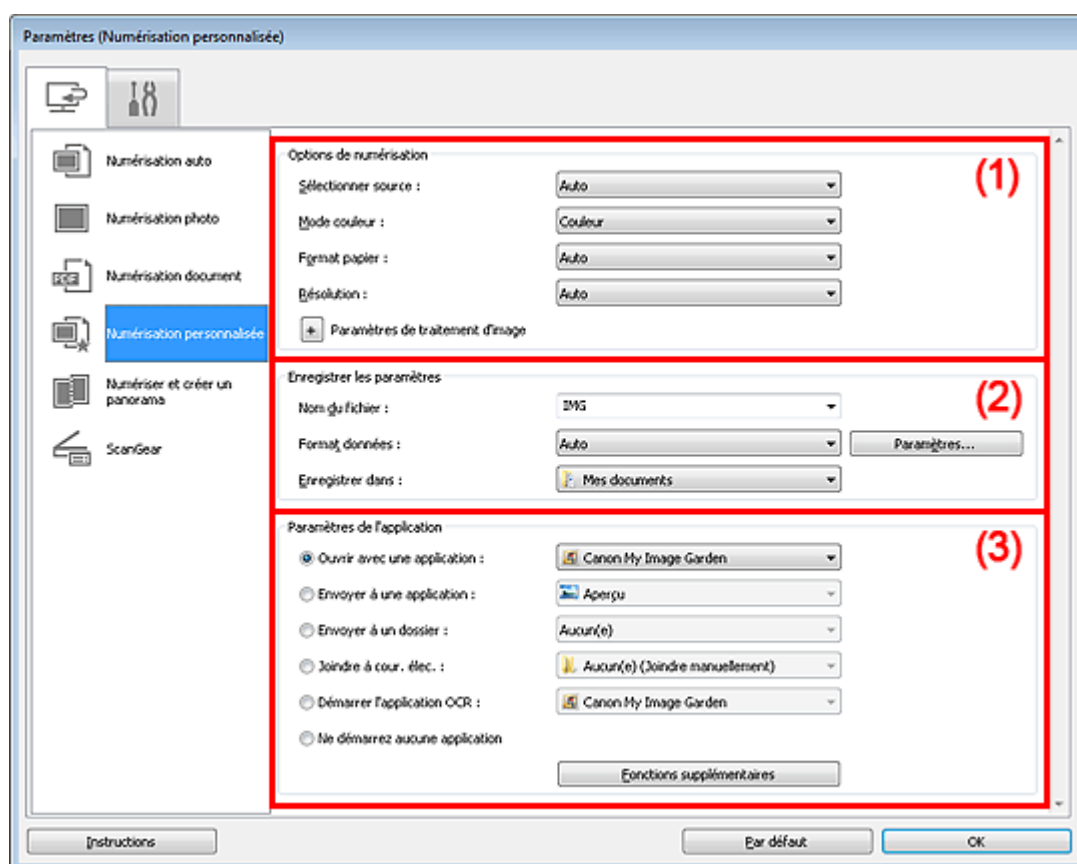 Paramètres (Numérisation personnalisée)
Numérisation auto
Numérisation photo
Numérisation document
Numérisation personnalisée
Numériser et créer un
panorama
ScanGear
Options de numérisation
(1)
Sélectionner source : Auto
Mode couleur : Couleur
Format papier : Auto
Résolution : Auto
+ Paramètres de traitement d'image
Enregistrer les paramètres
(2)
Nom du fichier : IMG
Format données : Auto Paramètres...
Enregistrer dans : Mes documents
Paramètres de l'application
(3)
Ouvrir avec une application : Canon My Image Garden
Envoyer à une application : Aperçu
Envoyer à un dossier : Aucun(e)
Joindre à cour. élec. : Aucun(e) (Joindre manuellement)
Démarrer l'application OCR : Canon My Image Garden
Ne démarrez aucune application
Fonctions supplémentaires
Instructions Par défaut OK